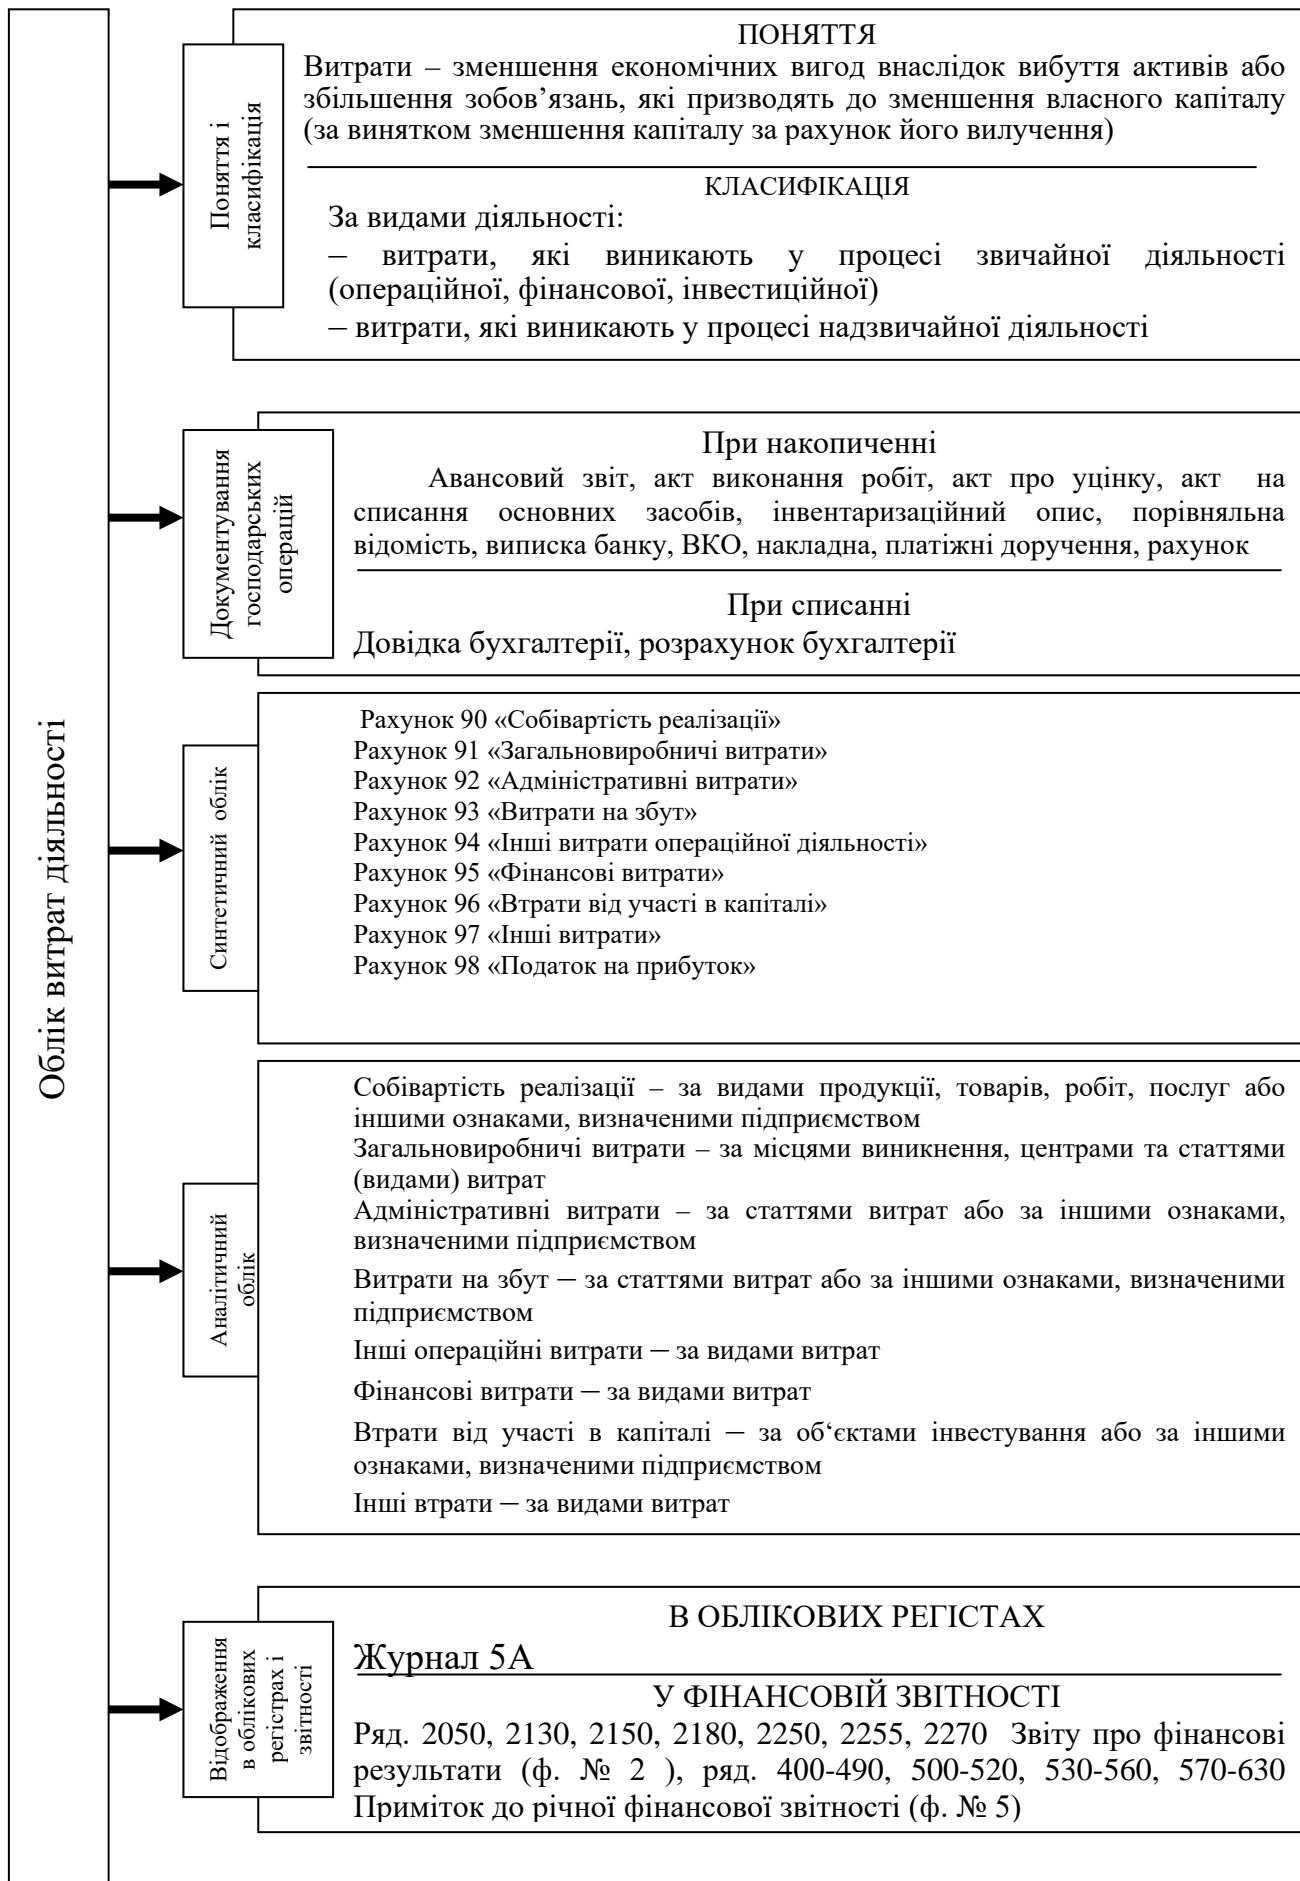 Облік витрат діяльності
Поняття і
класифікація
ПОНЯТТЯ
Витрати – зменшення економічних вигод внаслідок вибуття активів або
збільшення зобов’язань, які призводять до зменшення власного капіталу
(за винятком зменшення капіталу за рахунок його вилучення)
КЛАСИФІКАЦІЯ
За видами діяльності:
– витрати, які виникають у процесі звичайної діяльності
(операційної, фінансової, інвестиційної)
– витрати, які виникають у процесі надзвичайної діяльності
Документування
господарських
операцій
При накопиченні
Авансовий звіт, акт виконання робіт, акт про уцінку, акт на
списання основних засобів, інвентаризаційний опис, порівняльна
відомість, виписка банку, ВКО, накладна, платіжні доручення, рахунок
При списанні
Довідка бухгалтерії, розрахунок бухгалтерії
Синтетичний облік
Рахунок 90 «Собівартість реалізації»
Рахунок 91 «Загальновиробничі витрати»
Рахунок 92 «Адміністративні витрати»
Рахунок 93 «Витрати на збут»
Рахунок 94 «Інші витрати операційної діяльності»
Рахунок 95 «Фінансові витрати»
Рахунок 96 «Втрати від участі в капіталі»
Рахунок 97 «Інші витрати»
Рахунок 98 «Податок на прибуток»
Аналітичний
облік
Собівартість реалізації – за видами продукції, товарів, робіт, послуг або
іншими ознаками, визначеними підприємством
Загальновиробничі витрати – за місцями виникнення, центрами та статтями
(видами) витрат
Адміністративні витрати – за статтями витрат або за іншими ознаками,
визначеними підприємством
Витрати на збут – за статтями витрат або за іншими ознаками, визначеними
підприємством
Інші операційні витрати – за видами витрат
Фінансові витрати – за видами витрат
Втрати від участі в капіталі – за об‘єктами інвестування або за іншими
ознаками, визначеними підприємством
Інші втрати – за видами витрат
Відображення
в облікових
регістрах і
звітності
В ОБЛІКОВИХ РЕГІСТАХ
Журнал 5А
У ФІНАНСОВІЙ ЗВІТНОСТІ
Ряд. 2050, 2130, 2150, 2180, 2250, 2255, 2270 Звіту про фінансові
результати (ф. № 2 ), ряд. 400-490, 500-520, 530-560, 570-630
Приміток до річної фінансової звітності (ф. № 5)